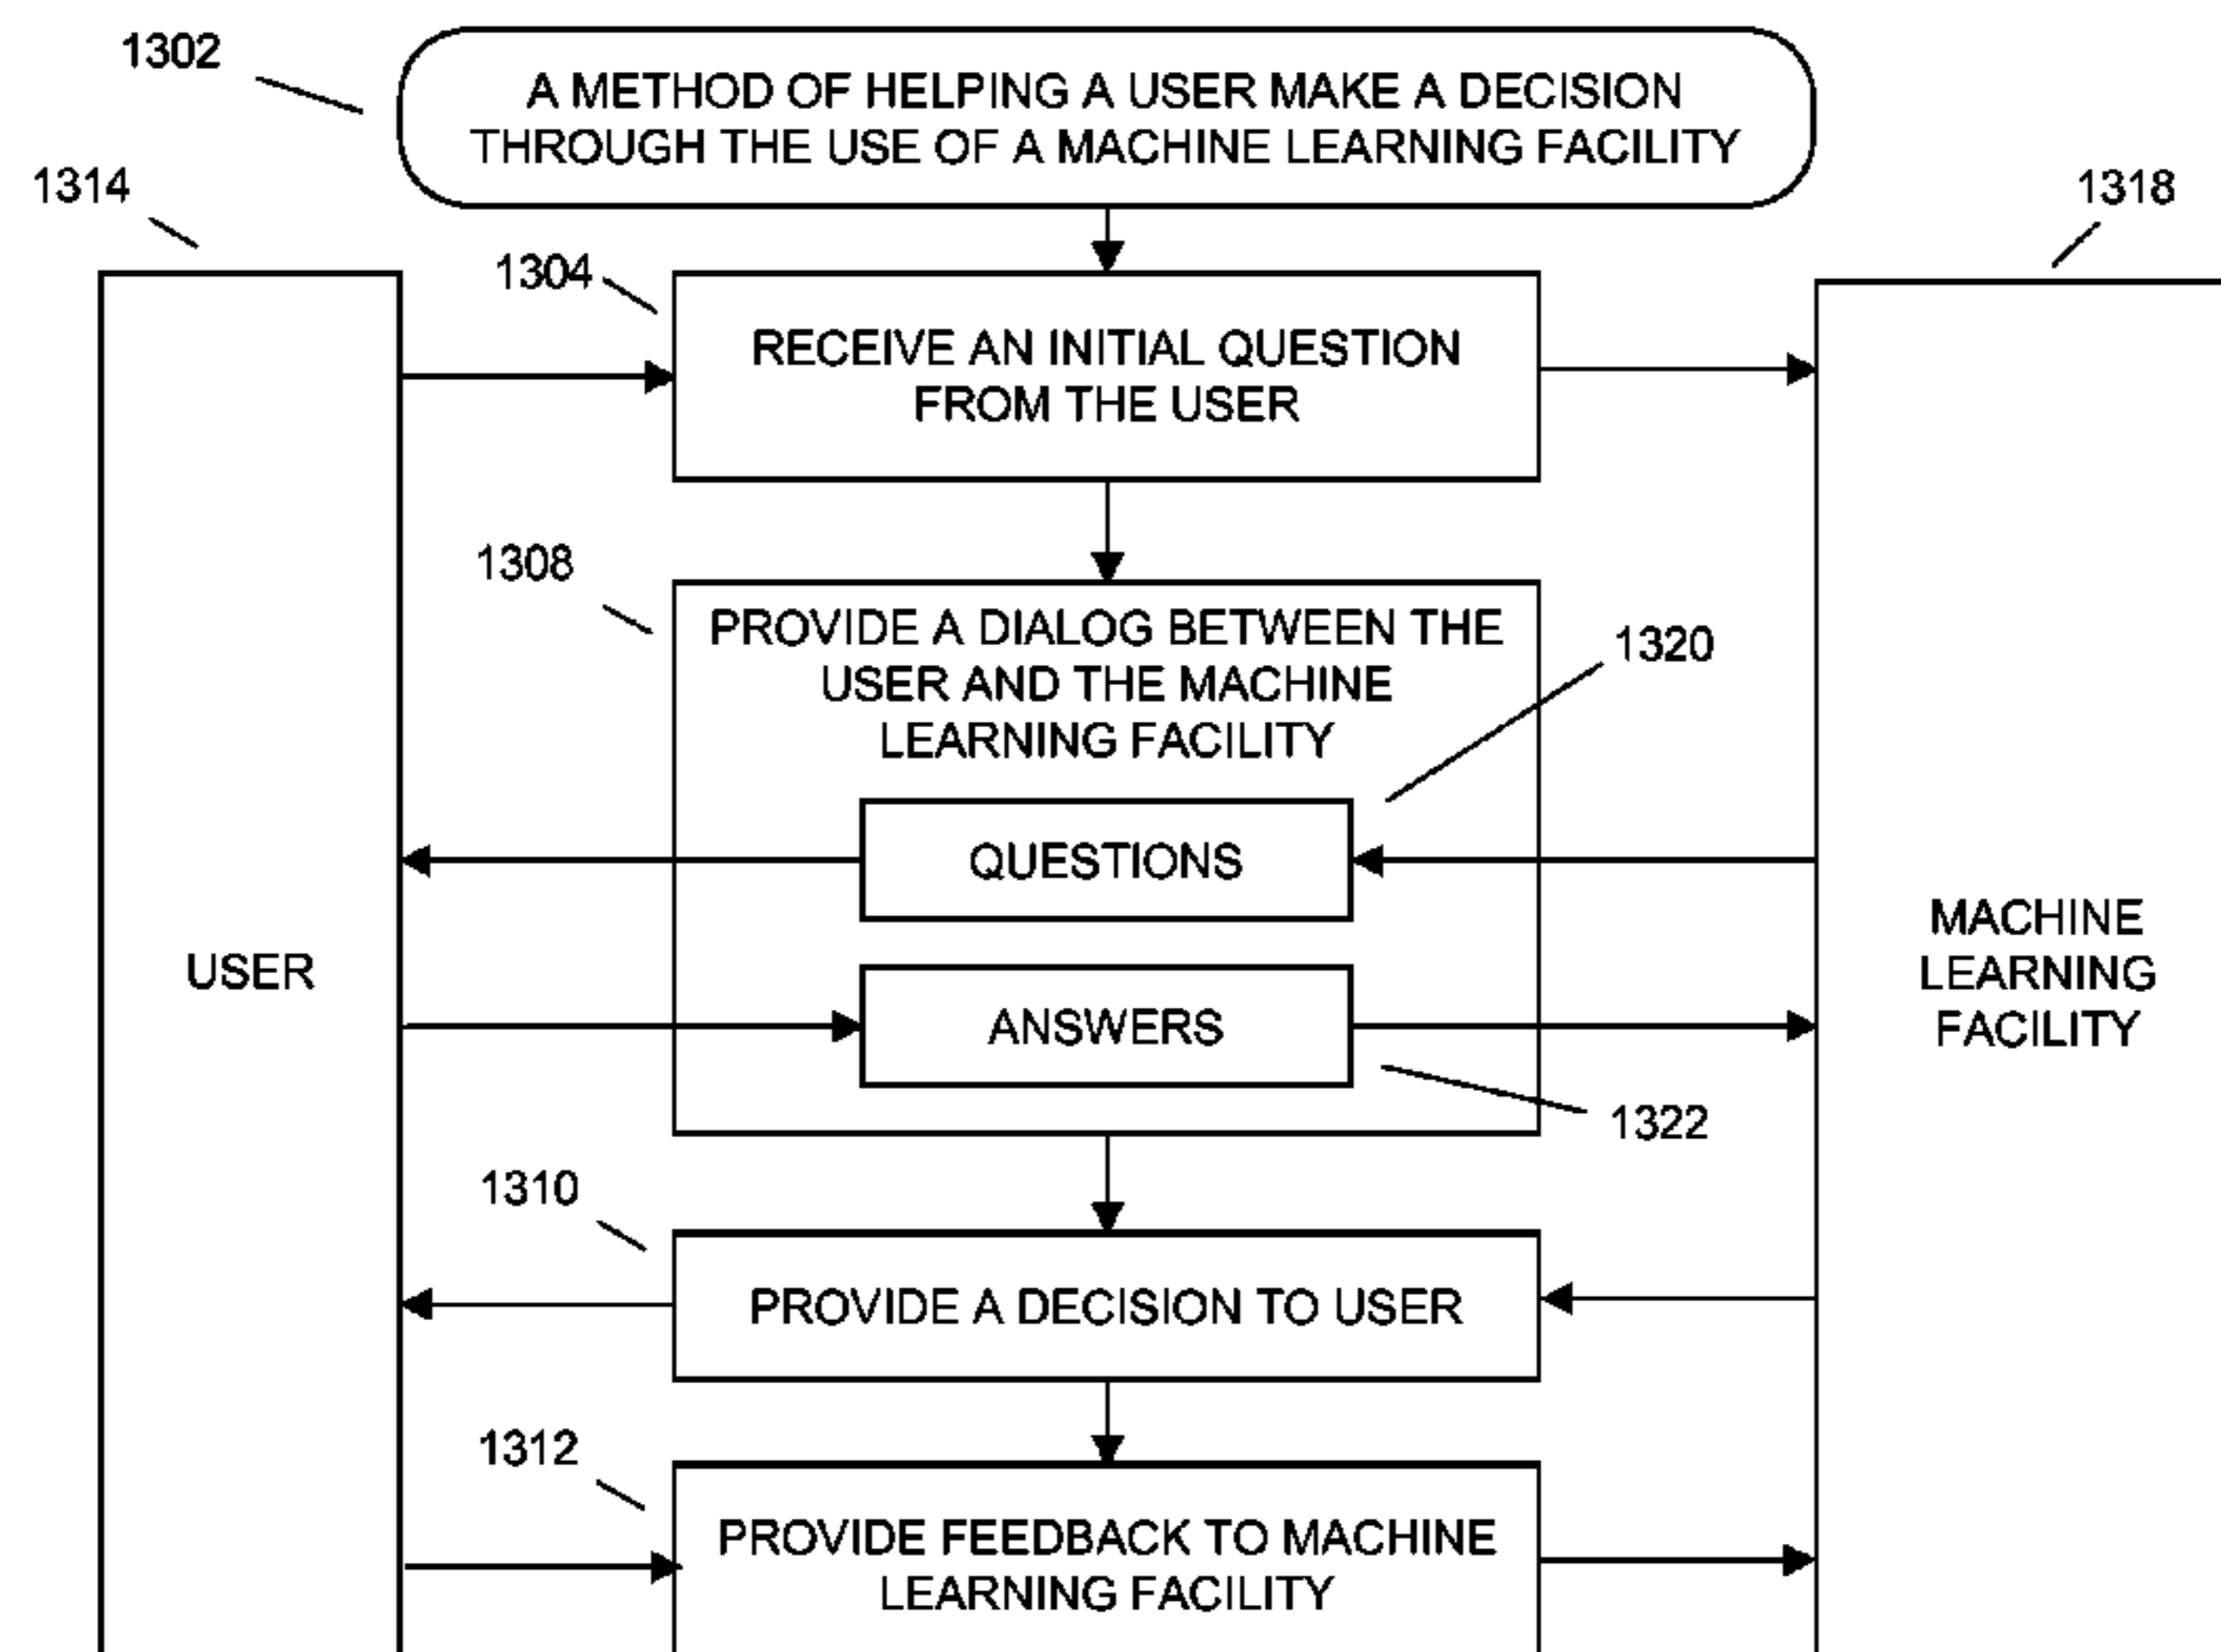 1302
A METHOD OF HELPING A USER MAKE A DECISION
THROUGH THE USE OF A MACHINE LEARNING FACILITY
1314
1318
1304
RECEIVE AN INITIAL QUESTION
FROM THE USER
1308
PROVIDE A DIALOG BETWEEN THE
USER AND THE MACHINE
LEARNING FACILITY
1320
QUESTIONS
USER
ANSWERS
MACHINE
LEARNING
FACILITY
1322
1310
PROVIDE A DECISION TO USER
1312
PROVIDE FEEDBACK TO MACHINE
LEARNING FACILITY